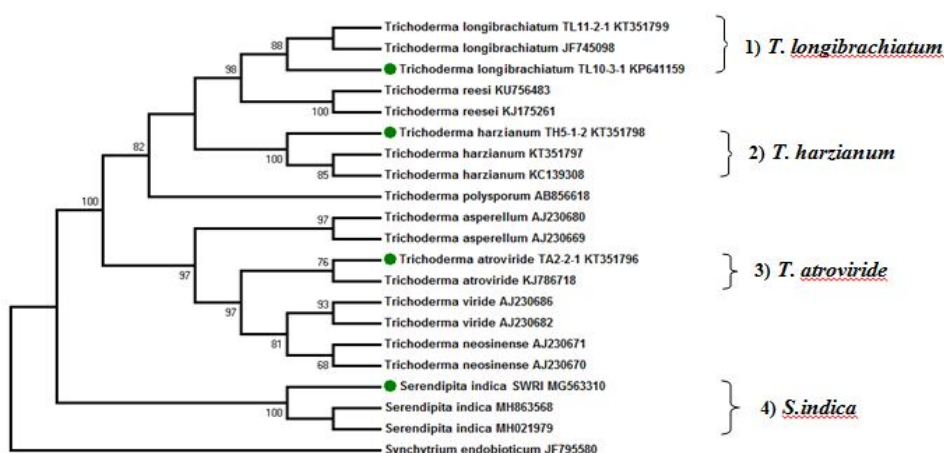 Trichoderma longibrachiatum TL11-2-1 KT351799
88
Trichoderma longibrachiatum JF745098
1) T. longibrachiatum
98
Trichoderma longibrachiatum TL10-3-1 KP641159
Trichoderma reesi KU756483
100
Trichoderma reesei KJ175261
82
Trichoderma harzianum TH5-1-2 KT351798
100
Trichoderma harzianum KT351797
2) T. harzianum
85
Trichoderma harzianum KC139308
Trichoderma polysporum AB856618
100
97
Trichoderma asperellum AJ230680
Trichoderma asperellum AJ230669
97
76
Trichoderma atroviride TA2-2-1 KT351796
3) T. atroviride
Trichoderma atroviride KJ786718
97
93
Trichoderma viride AJ230686
Trichoderma viride AJ230682
81
Trichoderma neosinense AJ230671
68
Trichoderma neosinense AJ230670
Serendipita indica SWRI MG563310
100
Serendipita indica MH863568
4) S.indica
Serendipita indica MH021979
Synchytrium endobioticum JF795580